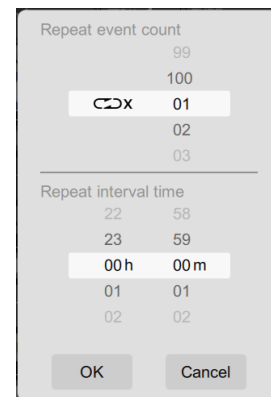 Repeat event count
99
100
x 01
02
03
Repeat interval time
22 58
23 59
00 h 00 m
01 01
02 02
OK Cancel